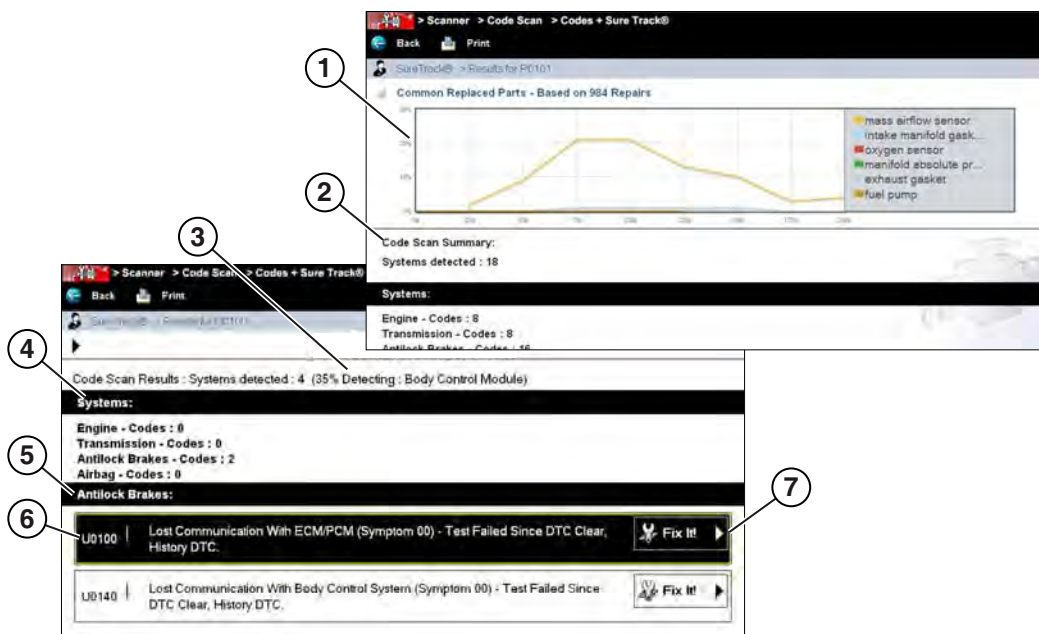 > Scanner > Code Scan > Codes + Sure Track®
Back Print
SureTrack® > Results for P0101
1
Common Replaced Parts - Based on 984 Repairs
mass airflow sensor
intake manifold gask...
oxygen sensor
manifold absolute pr...
exhaust gasket
fuel pump
2
Code Scan Summary:
Systems detected : 18
Systems:
Engine - Codes : 8
Transmission - Codes : 8
Antilock Brakes - Codes : 16
3
> Scanner > Code Scan > Codes + Sure Track®
Back Print
4
Code Scan Results : Systems detected : 4 (35% Detecting : Body Control Module)
Systems:
Engine - Codes : 0
Transmission - Codes : 0
Antilock Brakes - Codes : 2
Airbag - Codes : 0
5
Antilock Brakes:
6
7
U0100 Lost Communication With ECM/PCM (Symptom 00) - Test Failed Since DTC Clear, Fix It!
History DTC.
U0140 Lost Communication With Body Control System (Symptom 00) - Test Failed Since Fix It!
DTC Clear, History DTC.